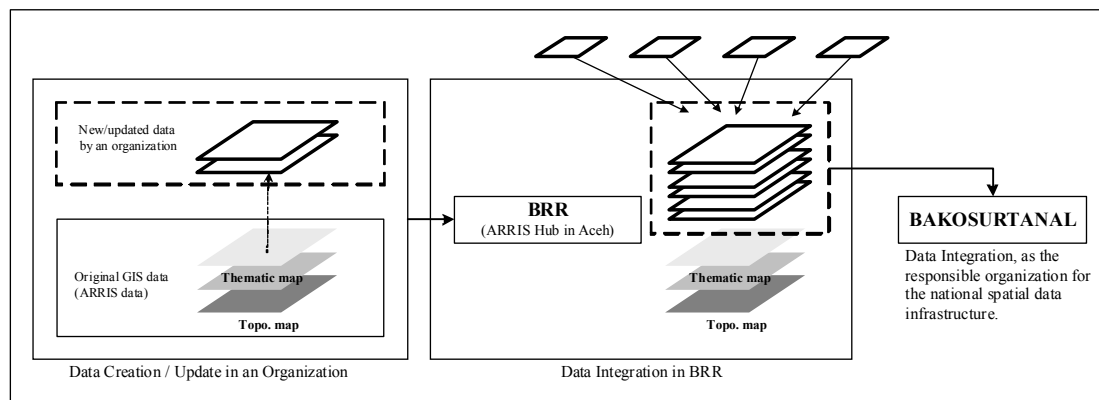 New/updated data
by an organization
Original GIS data
(ARRIS data)
Thematic map
Topo. map
Data Creation / Update in an Organization
BRR
(ARRIS Hub in Aceh)
Thematic map
Topo. map
Data Integration in BRR
BAKOSURTANAL
Data Integration, as the
responsible organization for
the national spatial data
infrastructure.